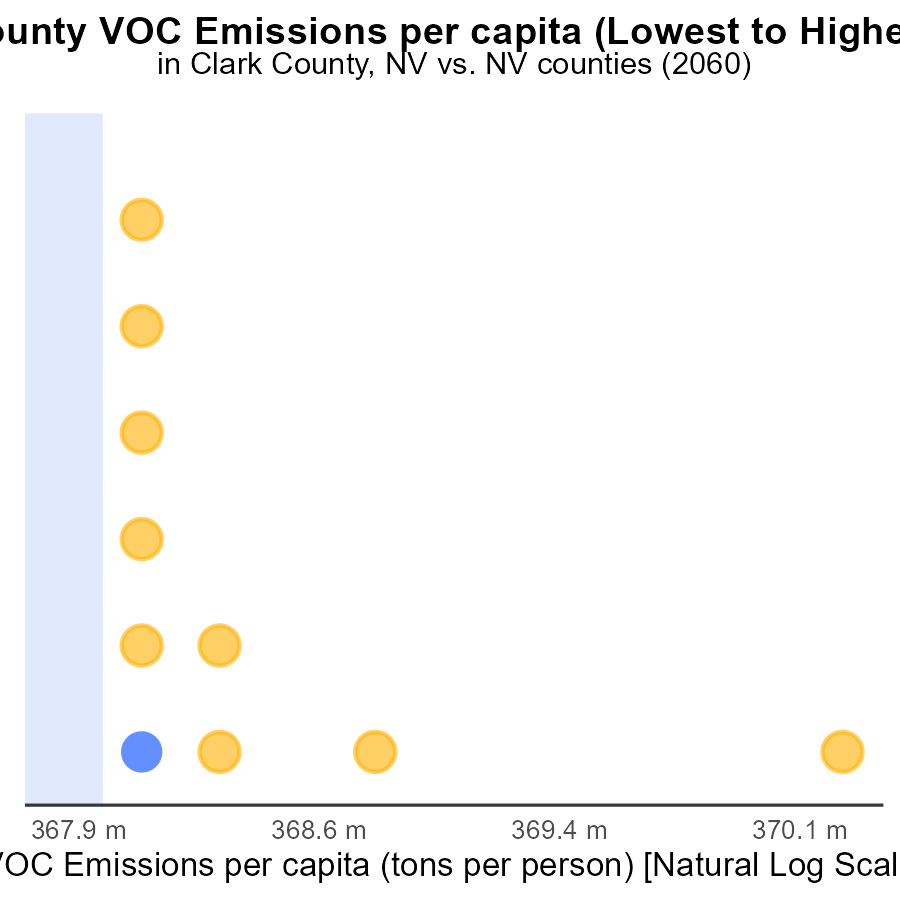 ounty VOC Emissions per capita (Lowest to Highe
in Clark County, NV vs. NV counties (2060)
367.9 m 368.6 m 369.4 m 370.1 m
VOC Emissions per capita (tons per person) [Natural Log Scal